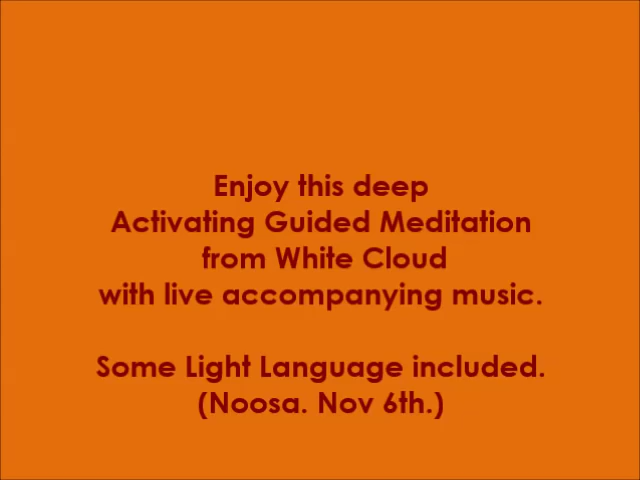 Enjoy this deep
Activating Guided Meditation
from White Cloud
with live accompanying music.
Some Light Language included.
(Noosa. Nov 6th.)